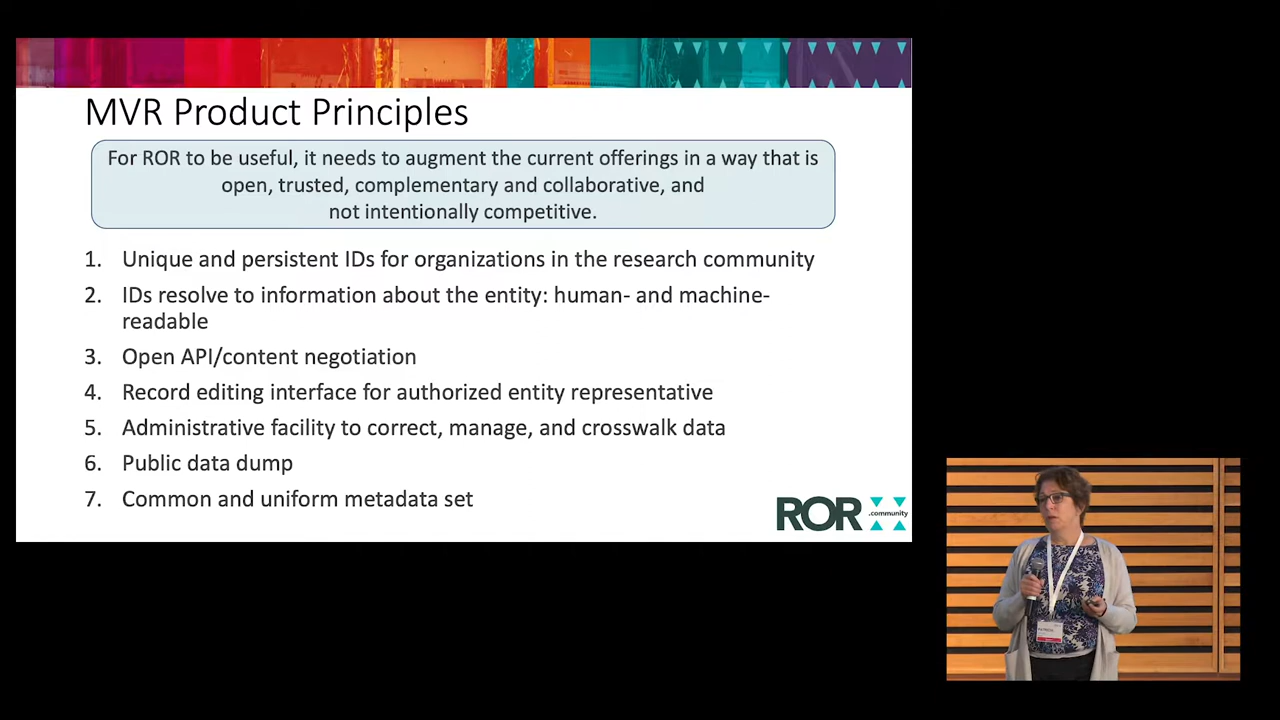 MVR Product Principles
For ROR to be useful, it needs to augment the current offerings in a way that is
open, trusted, complementary and collaborative, and
not intentionally competitive.
1. Unique and persistent IDs for organizations in the research community
2. IDs resolve to information about the entity: human- and machine-
readable
3. Open API/content negotiation
4. Record editing interface for authorized entity representative
5. Administrative facility to correct, manage, and crosswalk data
6. Public data dump
7. Common and uniform metadata set
ROR .community